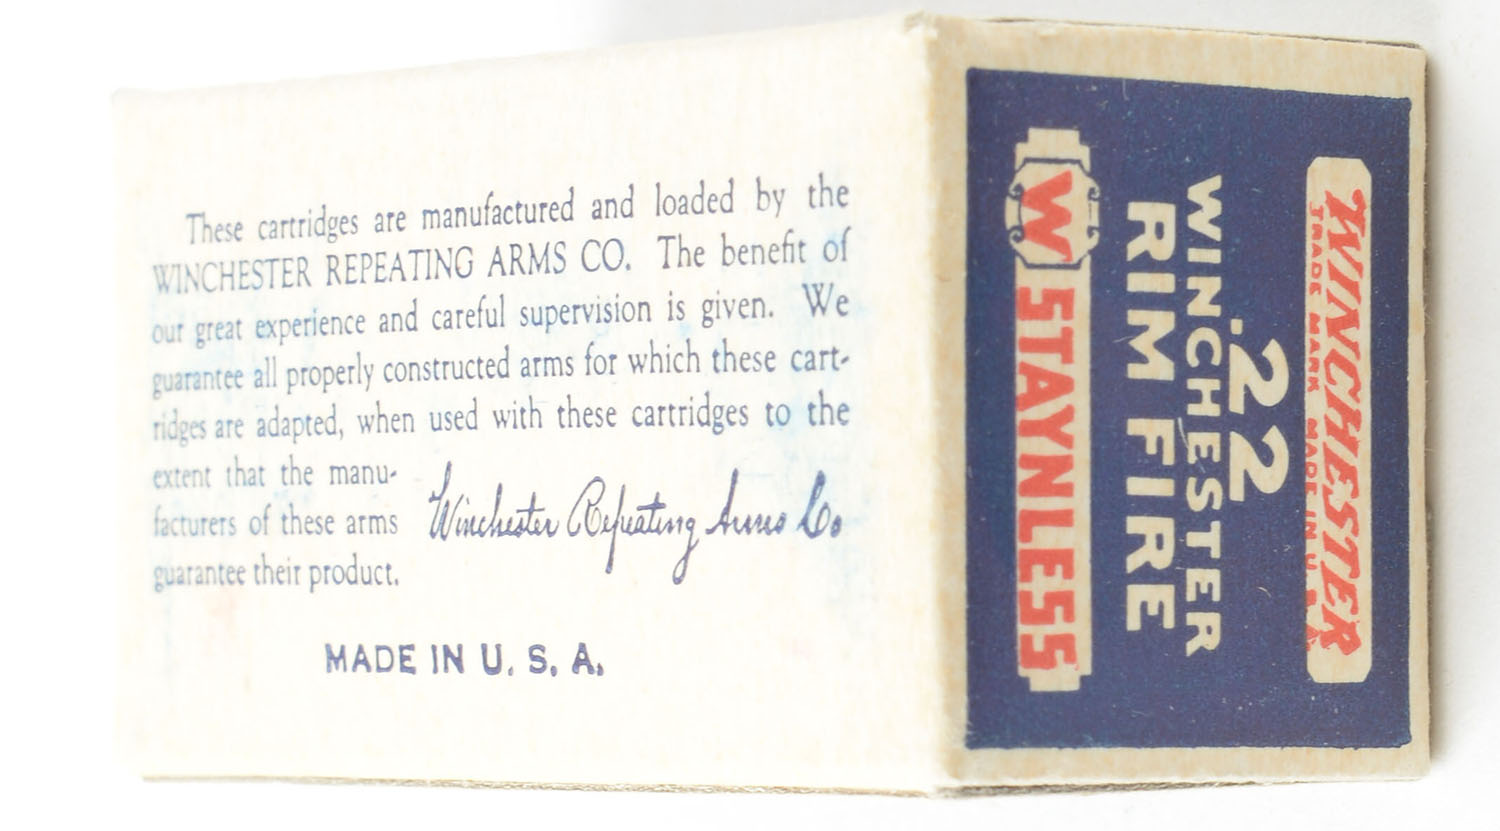 These cartridges are manufactured and loaded by the
WINCHESTER REPEATING ARMS CO. The benefit of
our great experience and careful supervision is given. We
guarantee all properly constructed arms for which these cart-
ridges are adapted, when used with these cartridges to the
extent that the manu-
facturers of these arms
guarantee their product.
Winchester Repeating Arms Co
MADE IN U. S. A.
WINCHESTER
TRADE MARK MADE IN U. S. A.
.22
WINCHESTER
RIM FIRE
W STAYNLESS